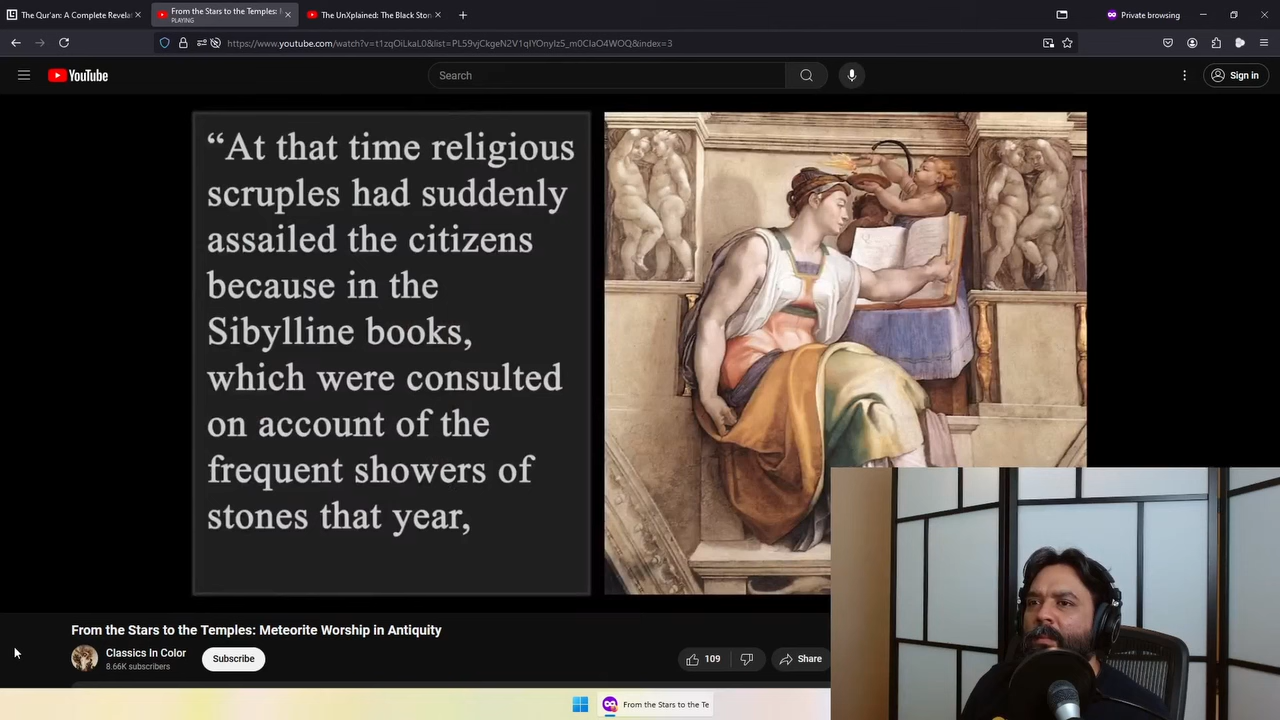 The Qur'an: A Complete Revela
From the Stars to the Temples:
PLAYING
The UnXplained: The Black Ston
Private browsing
https://www.youtube.com/watch?v=t1zqOiLkaL0&list=PL59vjCkgeN2V1qIYOnyIz5_m0CIaO4WOQ&index=3
YouTube
Search
Sign in
“At that time religious
scruples had suddenly
assailed the citizens
because in the
Sibylline books,
which were consulted
on account of the
frequent showers of
stones that year,
From the Stars to the Temples: Meteorite Worship in Antiquity
Classics In Color
8.66K subscribers
Subscribe
109
Share
From the Stars to the Te